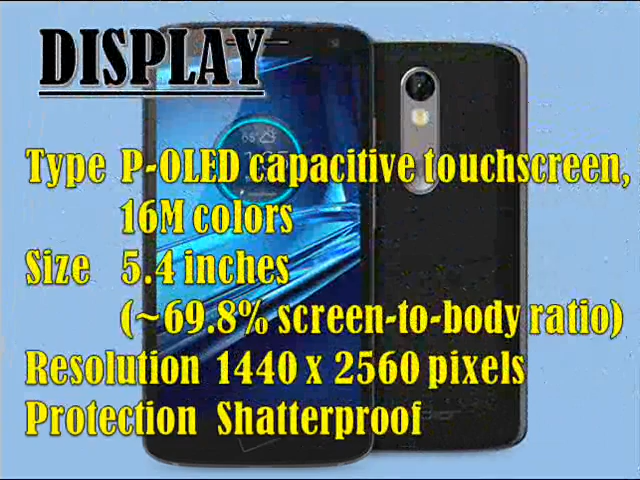 DISPLAY
Type P-OLED capacitive touchscreen,
16M colors
Size 5.4 inches
(~69.8% screen-to-body ratio)
Resolution 1440 x 2560 pixels
Protection Shatterproof